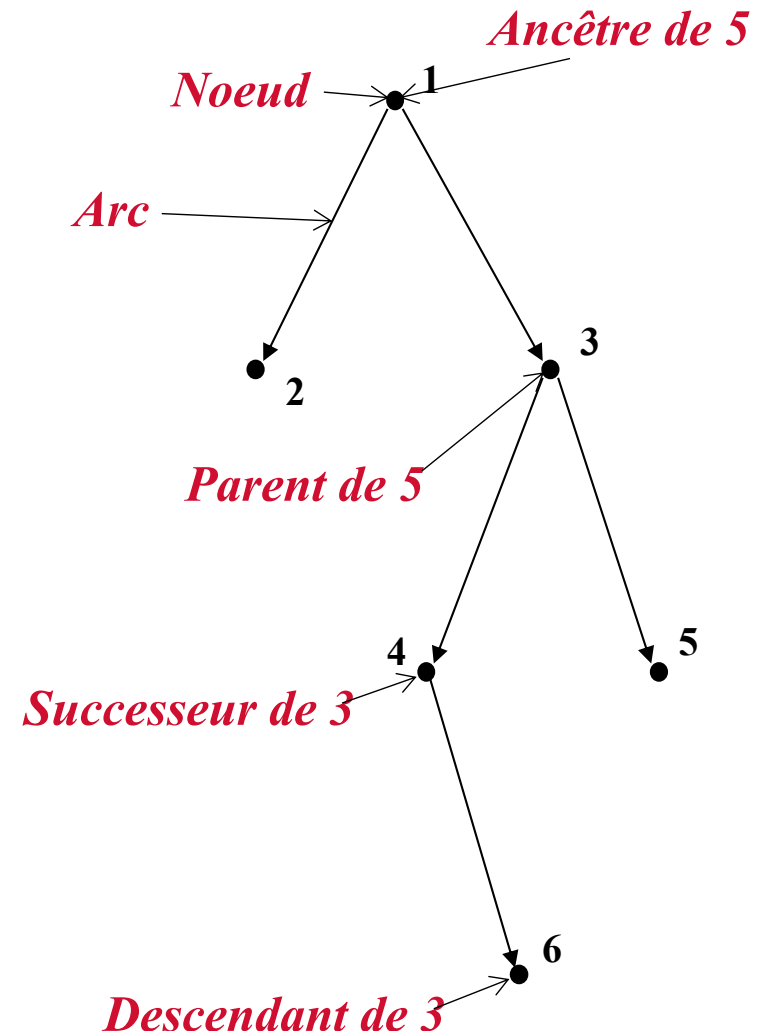 Ancêtre de 5
Noeud
1
Arc
3
2
Parent de 5
4
5
Successeur de 3
6
Descendant de 3